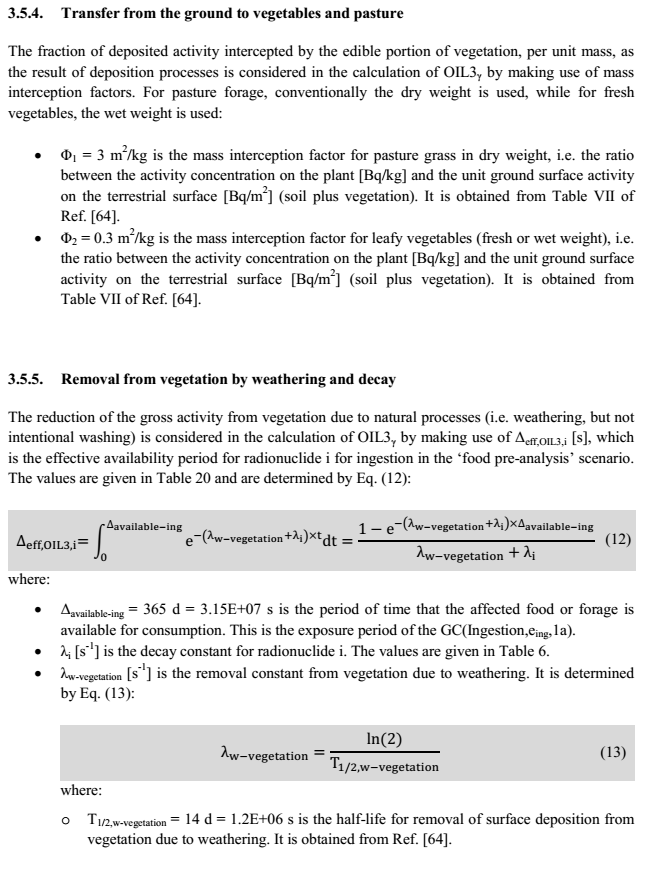 3.5.4. Transfer from the ground to vegetables and pasture
The fraction of deposited activity intercepted by the edible portion of vegetation, per unit mass, as
the result of deposition processes is considered in the calculation of OIL3γ by making use of mass
interception factors. For pasture forage, conventionally the dry weight is used, while for fresh
vegetables, the wet weight is used:
• Φ₁ = 3 m²/kg is the mass interception factor for pasture grass in dry weight, i.e. the ratio
between the activity concentration on the plant [Bq/kg] and the unit ground surface activity
on the terrestrial surface [Bq/m²] (soil plus vegetation). It is obtained from Table VII of
Ref. [64].
• Φ₂ = 0.3 m²/kg is the mass interception factor for leafy vegetables (fresh or wet weight), i.e.
the ratio between the activity concentration on the plant [Bq/kg] and the unit ground surface
activity on the terrestrial surface [Bq/m²] (soil plus vegetation). It is obtained from
Table VII of Ref. [64].
3.5.5. Removal from vegetation by weathering and decay
The reduction of the gross activity from vegetation due to natural processes (i.e. weathering, but not
intentional washing) is considered in the calculation of OIL3γ by making use of Δeff,OIL3,i [s], which
is the effective availability period for radionuclide i for ingestion in the ‘food pre-analysis’ scenario.
The values are given in Table 20 and are determined by Eq. (12):
Δeff,OIL3,i= ∫₀^Δavailable−ing e^−(λw−vegetation+λi)×t dt = (1 − e^−(λw−vegetation+λi)×Δavailable−ing) / (λw−vegetation + λi) (12)
where:
• Δavailable-ing = 365 d = 3.15E+07 s is the period of time that the affected food or forage is
available for consumption. This is the exposure period of the GC(Ingestion,eing,1a).
• λi [s⁻¹] is the decay constant for radionuclide i. The values are given in Table 6.
• λw-vegetation [s⁻¹] is the removal constant from vegetation due to weathering. It is determined
by Eq. (13):
λw−vegetation = ln(2) / T1/2,w−vegetation (13)
where:
o T1/2,w-vegetation = 14 d = 1.2E+06 s is the half-life for removal of surface deposition from
vegetation due to weathering. It is obtained from Ref. [64].